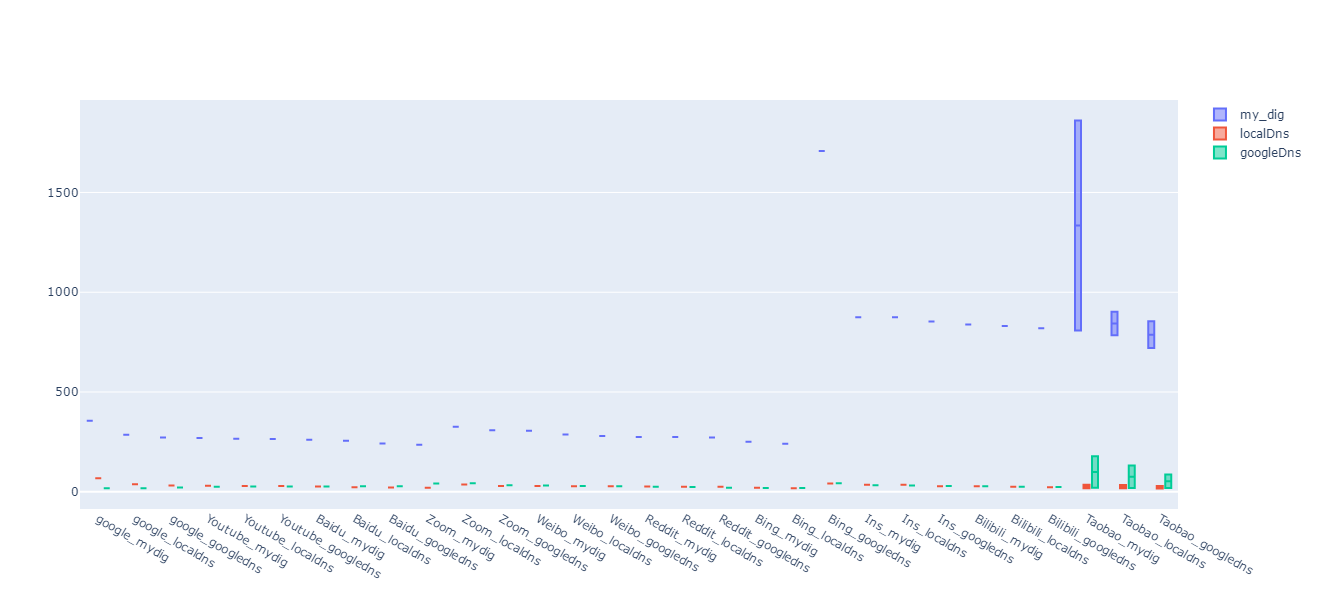 my_dig
localDns
googleDns
1500
1000
500
0
google_mydig
google_localdns
google_googledns
Youtube_mydig
Youtube_localdns
Youtube_googledns
Baidu_mydig
Baidu_localdns
Baidu_googledns
Zoom_mydig
Zoom_localdns
Zoom_googledns
Weibo_mydig
Weibo_localdns
Weibo_googledns
Reddit_mydig
Reddit_localdns
Reddit_googledns
Bing_mydig
Bing_localdns
Bing_googledns
Ins_mydig
Ins_localdns
Ins_googledns
Bilibili_mydig
Bilibili_localdns
Bilibili_googledns
Taobao_mydig
Taobao_localdns
Taobao_googledns